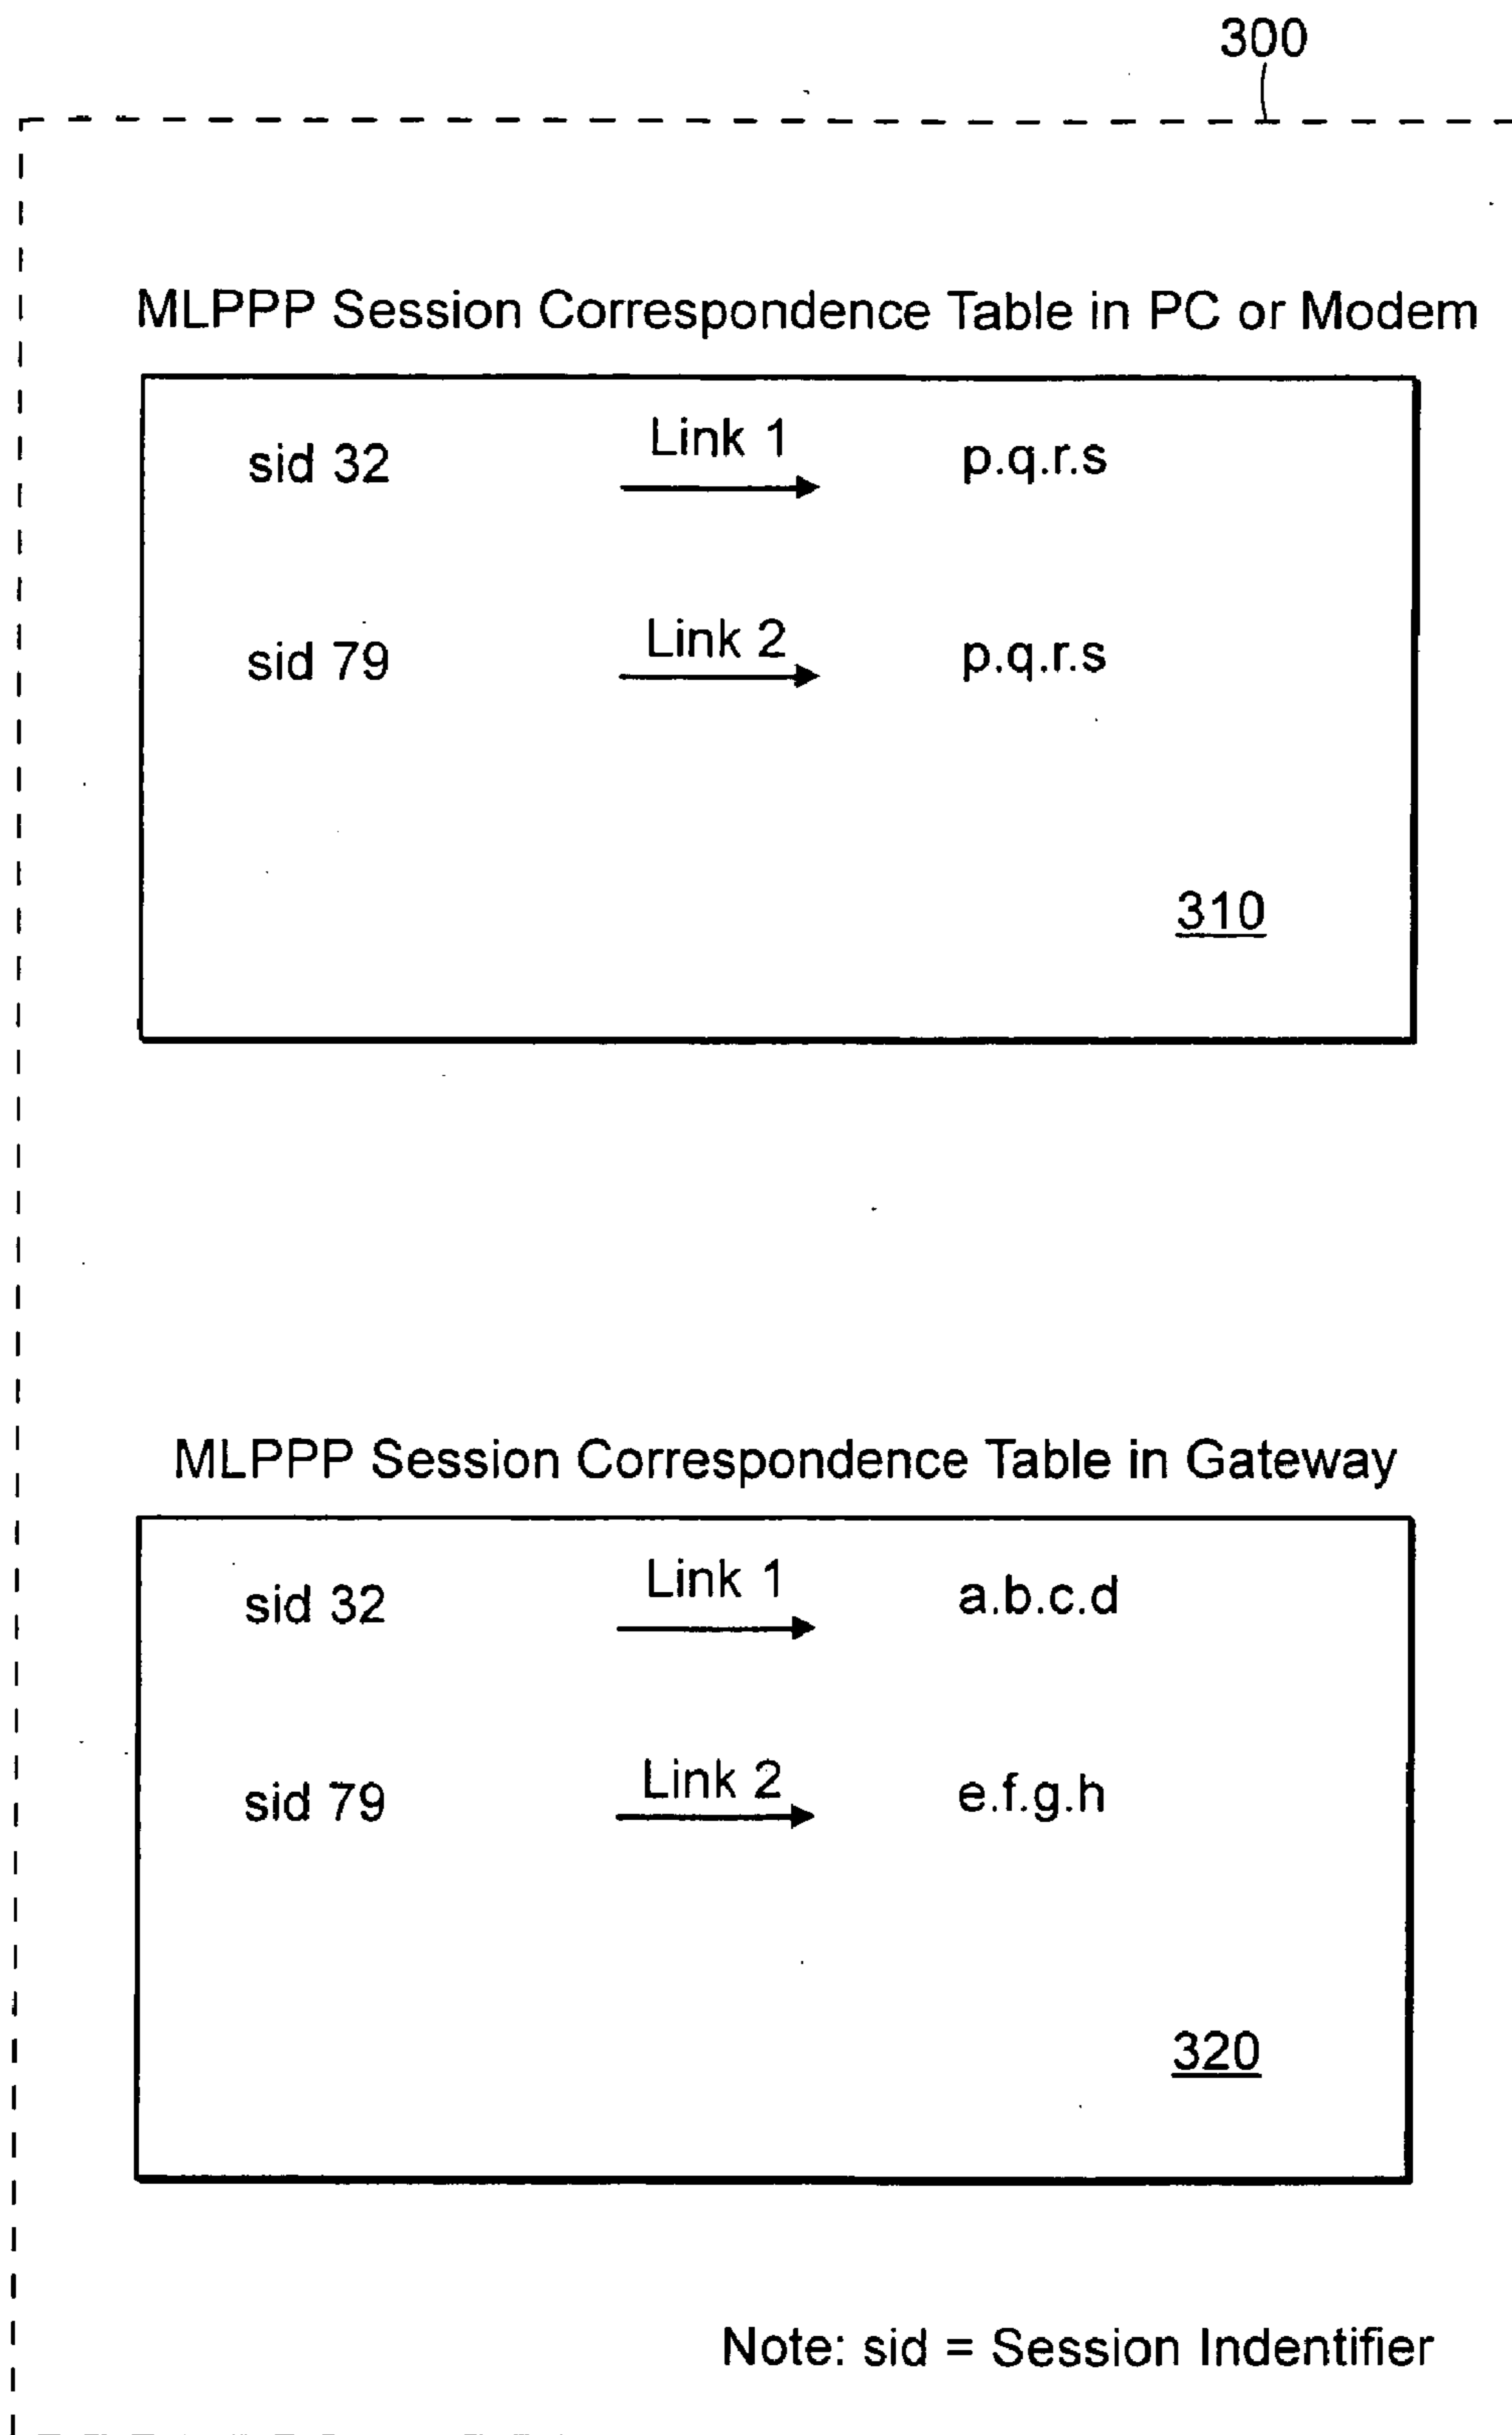 300
MLPPP Session Correspondence Table in PC or Modem
sid 32 Link 1 p.q.r.s
sid 79 Link 2 p.q.r.s
310
MLPPP Session Correspondence Table in Gateway
sid 32 Link 1 a.b.c.d
sid 79 Link 2 e.f.g.h
320
Note: sid = Session Indentifier